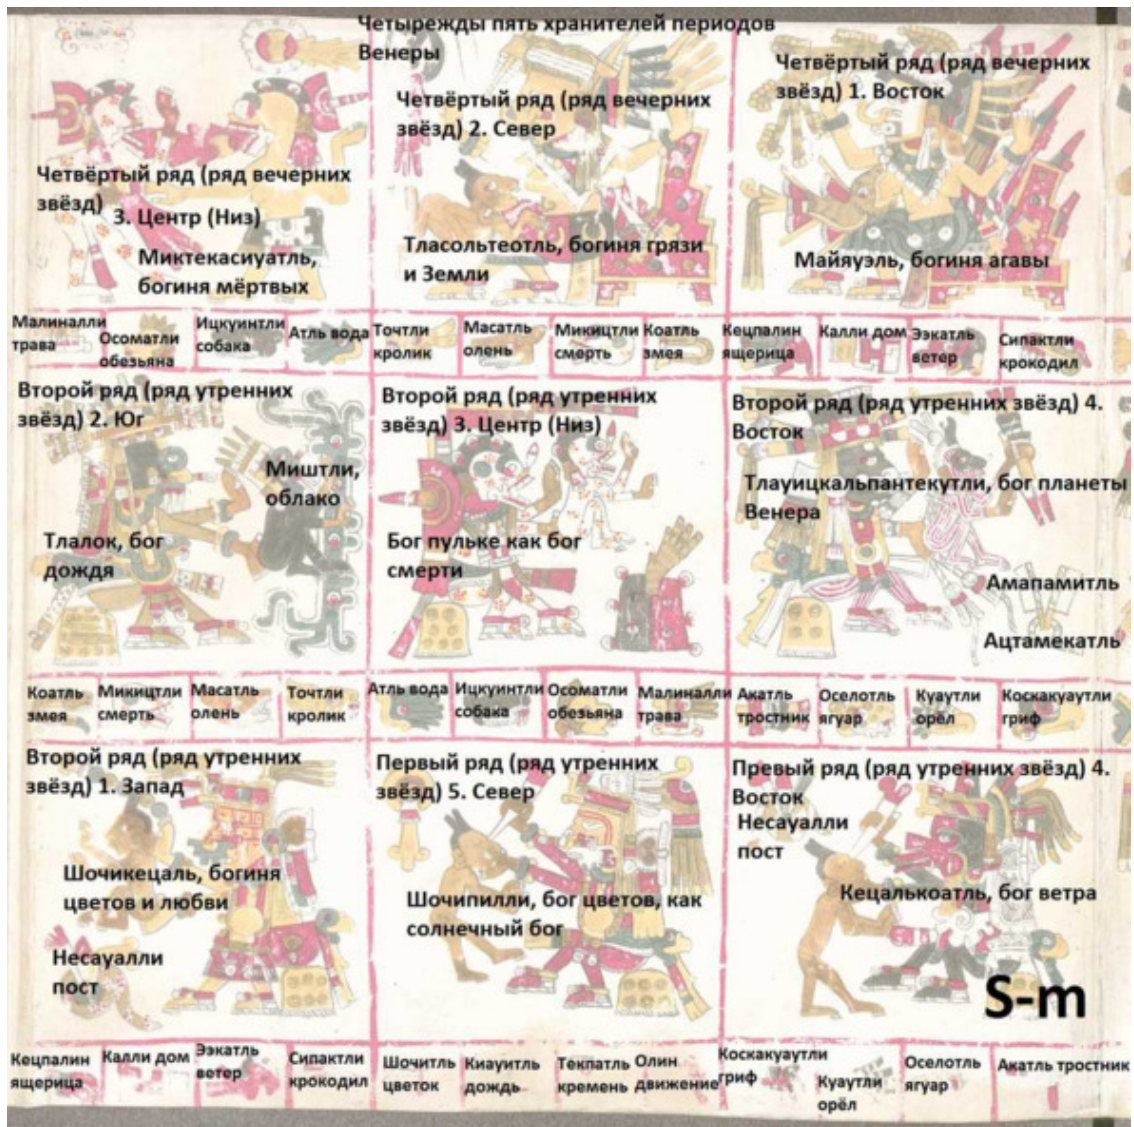 Четырежды пять хранителей периодов
Венеры
Четвёртый ряд (ряд вечерних
звёзд)
3. Центр (Низ)
Миктекасиуатль,
богиня мёртвых
Четвёртый ряд (ряд вечерних
звёзд) 2. Север
Тласольтеотль, богиня грязи
и Земли
Четвёртый ряд (ряд вечерних
звёзд) 1. Восток
Майяуэль, богиня агавы
Малиналли
трава
Осоматли
обезьяна
Ицкуинтли
собака
Атль вода
Точтли
кролик
Масатль
олень
Микицтли
смерть
Коатль
змея
Кецпалин
ящерица
Калли дом
Ээкатль
ветер
Сипактли
крокодил
Второй ряд (ряд утренних
звёзд) 2. Юг
Миштли,
облако
Тлалок, бог
дождя
Второй ряд (ряд утренних
звёзд) 3. Центр (Низ)
Бог пульке как бог
смерти
Второй ряд (ряд утренних звёзд) 4.
Восток
Тлауицкальпантекутли, бог планеты
Венера
Амапамитль
Ацтамекатль
Коатль
змея
Микицтли
смерть
Масатль
олень
Точтли
кролик
Атль вода
Ицкуинтли
собака
Осоматли
обезьяна
Малиналли
трава
Акатль
тростник
Оселотль
ягуар
Куаутли
орёл
Коскакуаутли
гриф
Второй ряд (ряд утренних
звёзд) 1. Запад
Шочикецаль, богиня
цветов и любви
Несауалли
пост
Первый ряд (ряд утренних
звёзд) 5. Север
Шочипилли, бог цветов, как
солнечный бог
Превый ряд (ряд утренних звёзд) 4.
Восток
Несауалли
пост
Кецалькоатль, бог ветра
S-m
Кецпалин
ящерица
Калли дом
Ээкатль
ветер
Сипактли
крокодил
Шочитль
цветок
Киауитль
дождь
Текпатль
кремень
Олин
движение
Коскакуаутли
гриф
Куаутли
орёл
Оселотль
ягуар
Акатль тростник